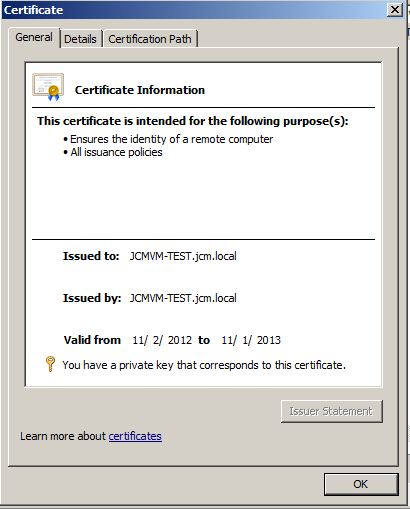 Certificate
General
Details
Certification Path
Certificate Information
This certificate is intended for the following purpose(s):
• Ensures the identity of a remote computer
• All issuance policies
Issued to: JCMVM-TEST.jcm.local
Issued by: JCMVM-TEST.jcm.local
Valid from 11/ 2/ 2012 to 11/ 1/ 2013
You have a private key that corresponds to this certificate.
Issuer Statement
Learn more about certificates
OK